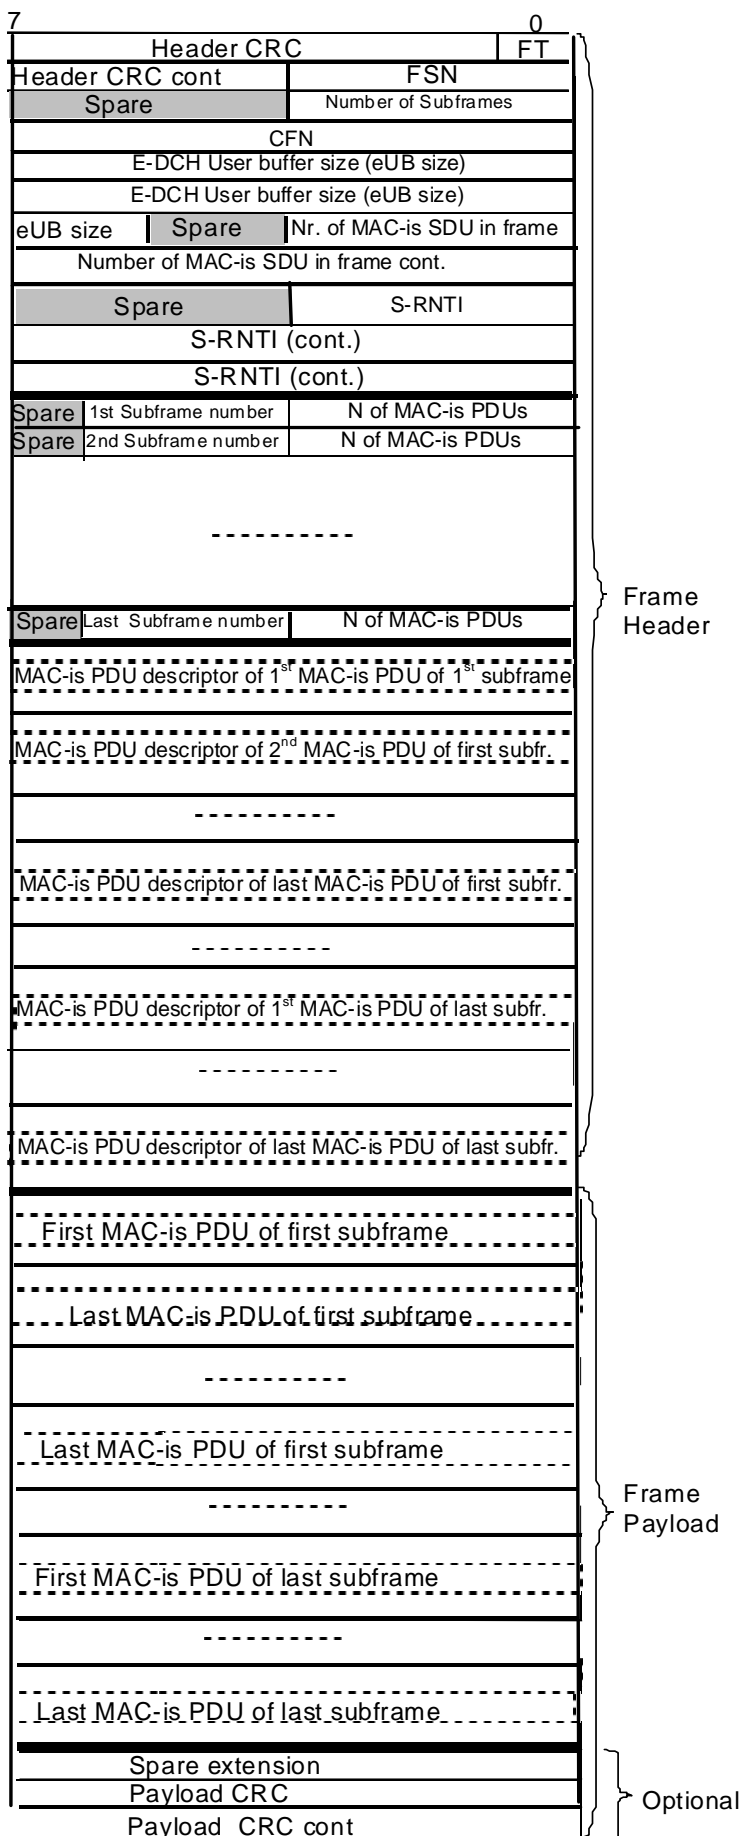 7 0
Header CRC FT
Header CRC cont FSN
Spare Number of Subframes
CFN
E-DCH User buffer size (eUB size)
E-DCH User buffer size (eUB size)
eUB size Spare Nr. of MAC-is SDU in frame
Number of MAC-is SDU in frame cont.
Spare S-RNTI
S-RNTI (cont.)
S-RNTI (cont.)
Spare 1st Subframe number N of MAC-is PDUs
Spare 2nd Subframe number N of MAC-is PDUs
Frame
Header
Spare Last Subframe number N of MAC-is PDUs
MAC-is PDU descriptor of 1st MAC-is PDU of 1st subframe
MAC-is PDU descriptor of 2nd MAC-is PDU of first subfr.
MAC-is PDU descriptor of last MAC-is PDU of first subfr.
MAC-is PDU descriptor of 1st MAC-is PDU of last subfr.
MAC-is PDU descriptor of last MAC-is PDU of last subfr.
First MAC-is PDU of first subframe
Last MAC-is PDU of first subframe
Last MAC-is PDU of first subframe
Frame
Payload
First MAC-is PDU of last subframe
Last MAC-is PDU of last subframe
Spare extension
Payload CRC
Optional
Payload CRC cont